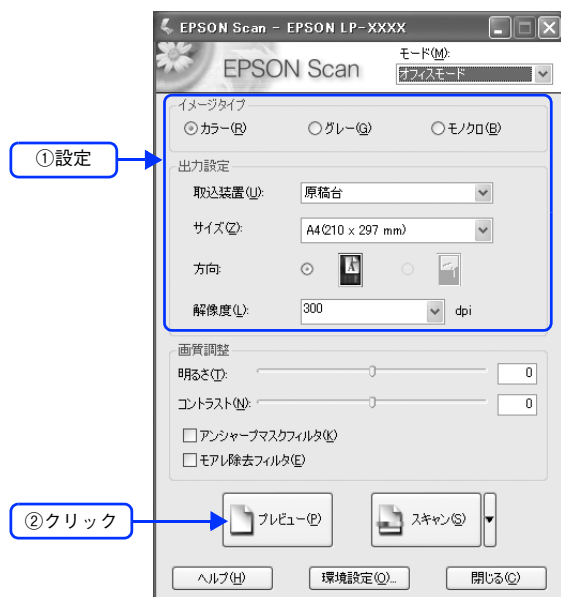 EPSON Scan - EPSON LP-XXXX
EPSON Scan
モード(M):
オフィスモード
イメージタイプ
カラー(R) グレー(G) モノクロ(B)
①設定
出力設定
取込装置(U): 原稿台
サイズ(Z): A4(210 x 297 mm)
方向:
解像度(L): 300 dpi
画質調整
明るさ(T): 0
コントラスト(N): 0
アンシャープマスクフィルタ(K)
モアレ除去フィルタ(E)
②クリック
プレビュー(P) スキャン(S)
ヘルプ(H) 環境設定(O)... 閉じる(C)